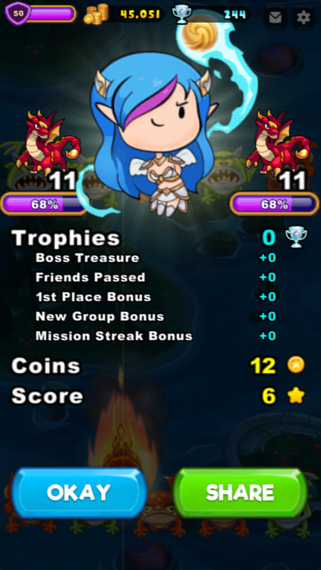 50 45.051 244
11 11
68% 68%
Trophies 0
Boss Treasure +0
Friends Passed +0
1st Place Bonus +0
New Group Bonus +0
Mission Streak Bonus +0
Coins 12
Score 6
OKAY SHARE